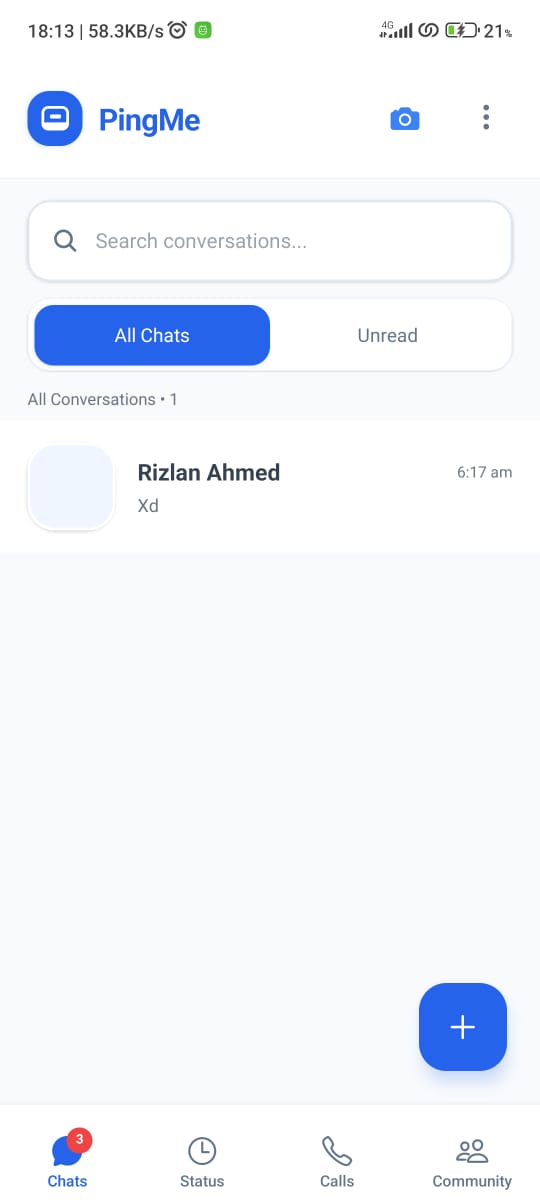 18:13 | 58.3KB/s 4G 21%
PingMe
Search conversations...
All Chats Unread
All Conversations • 1
Rizlan Ahmed 6:17 am
Xd
3
Chats Status Calls Community